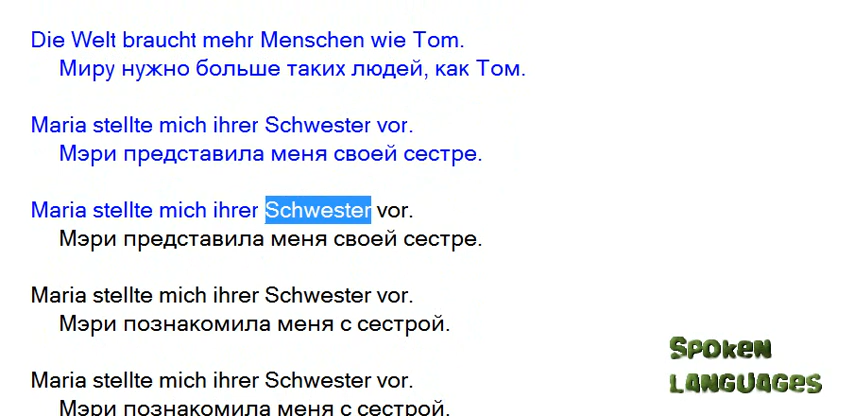 Die Welt braucht mehr Menschen wie Tom.
Миру нужно больше таких людей, как Том.
Maria stellte mich ihrer Schwester vor.
Мэри представила меня своей сестре.
Maria stellte mich ihrer Schwester vor.
Мэри представила меня своей сестре.
Maria stellte mich ihrer Schwester vor.
Мэри познакомила меня с сестрой.
Maria stellte mich ihrer Schwester vor.
Мэри познакомила меня с сестрой.
Spoken
Languages